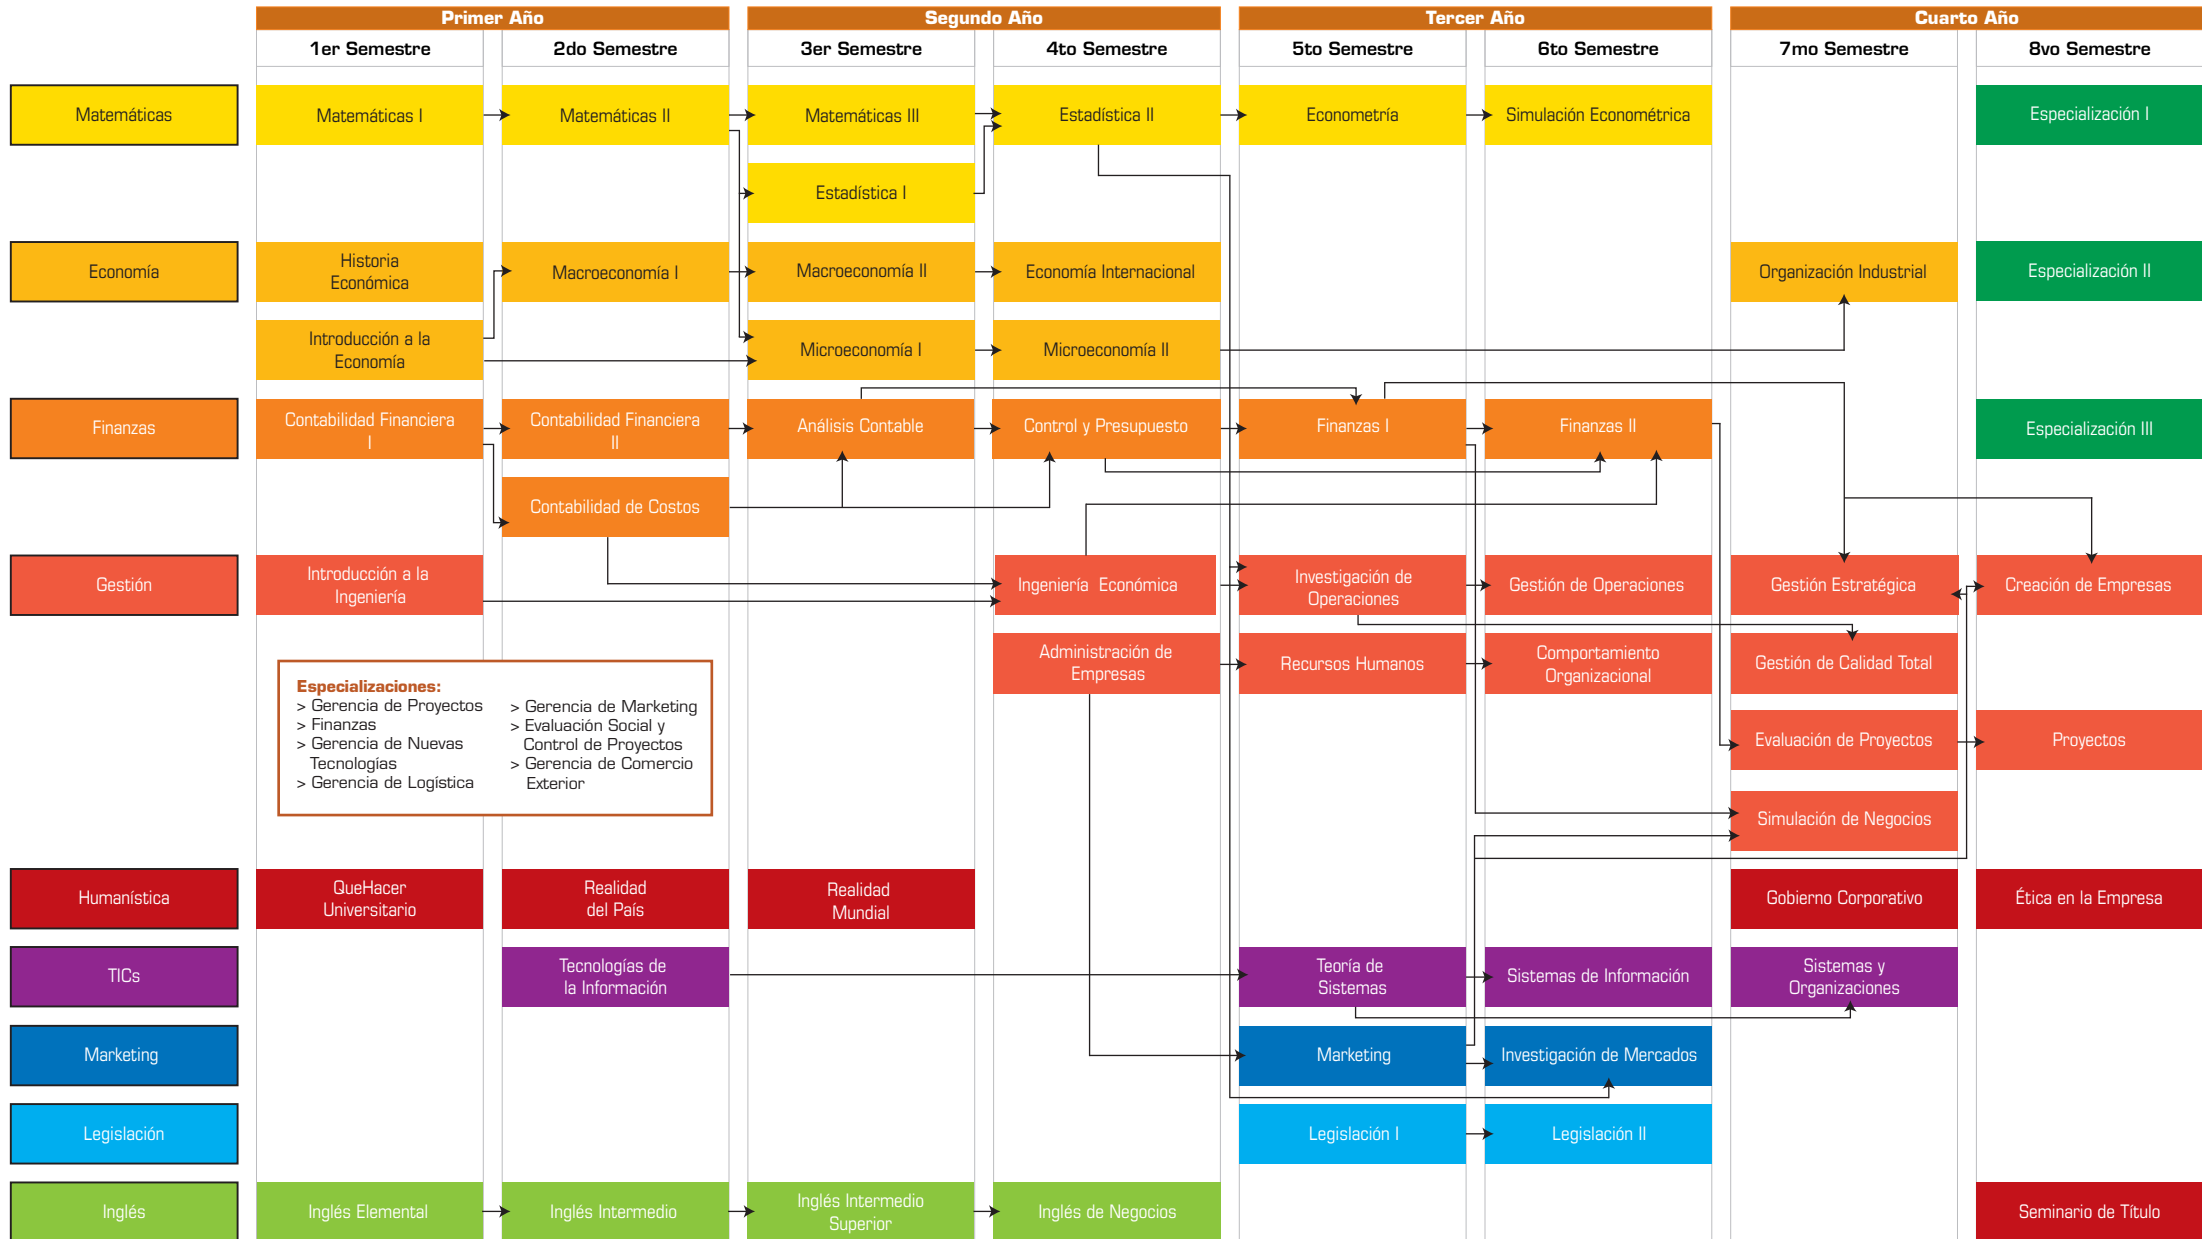 Primer Año
Segundo Año
Tercer Año
Cuarto Año
1er Semestre
2do Semestre
3er Semestre
4to Semestre
5to Semestre
6to Semestre
7mo Semestre
8vo Semestre
Matemáticas
Matemáticas I
Matemáticas II
Matemáticas III
Estadística II
Econometría
Simulación Econométrica
Especialización I
Estadística I
Economía
Historia
Económica
Macroeconomía I
Macroeconomía II
Economía Internacional
Organización Industrial
Especialización II
Introducción a la
Economía
Microeconomía I
Microeconomía II
Finanzas
Contabilidad Financiera
I
Contabilidad Financiera
II
Análisis Contable
Control y Presupuesto
Finanzas I
Finanzas II
Especialización III
Contabilidad de Costos
Gestión
Introducción a la
Ingeniería
Ingeniería Económica
Investigación de
Operaciones
Gestión de Operaciones
Gestión Estratégica
Creación de Empresas
Administración de
Empresas
Recursos Humanos
Comportamiento
Organizacional
Gestión de Calidad Total
Especializaciones:
> Gerencia de Proyectos
> Finanzas
> Gerencia de Nuevas
Tecnologías
> Gerencia de Logística
> Gerencia de Marketing
> Evaluación Social y
Control de Proyectos
> Gerencia de Comercio
Exterior
Evaluación de Proyectos
Proyectos
Simulación de Negocios
Humanística
QueHacer
Universitario
Realidad
del País
Realidad
Mundial
Gobierno Corporativo
Ética en la Empresa
TICs
Tecnologías de
la Información
Teoría de
Sistemas
Sistemas de Información
Sistemas y
Organizaciones
Marketing
Marketing
Investigación de Mercados
Legislación
Legislación I
Legislación II
Inglés
Inglés Elemental
Inglés Intermedio
Inglés Intermedio
Superior
Inglés de Negocios
Seminario de Título